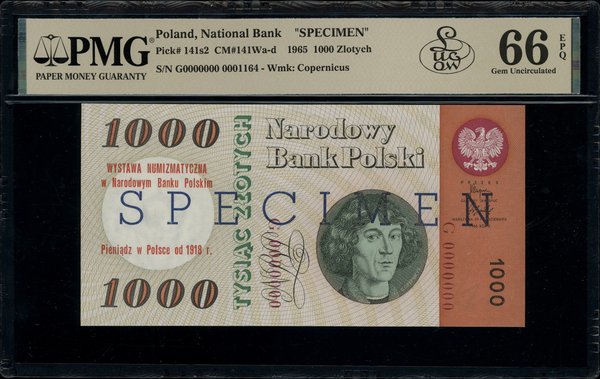 PMG
PAPER MONEY GUARANTY
Poland, National Bank "SPECIMEN"
Pick# 141s2 CM#141Wa-d 1965 1000 Zlotych
S/N G0000000 0001164 - Wmk: Copernicus
66 EPQ
Gem Uncirculated
1000
WYSTAWA NUMIZMATYCZNA
w Narodowym Banku Polskim
Pieniądz w Polsce od 1918 r.
1000
TYSIĄC ZŁOTYCH
Narodowy
Bank Polski
SPECIMEN
G 0000000
PREZES
G 0000000
1000